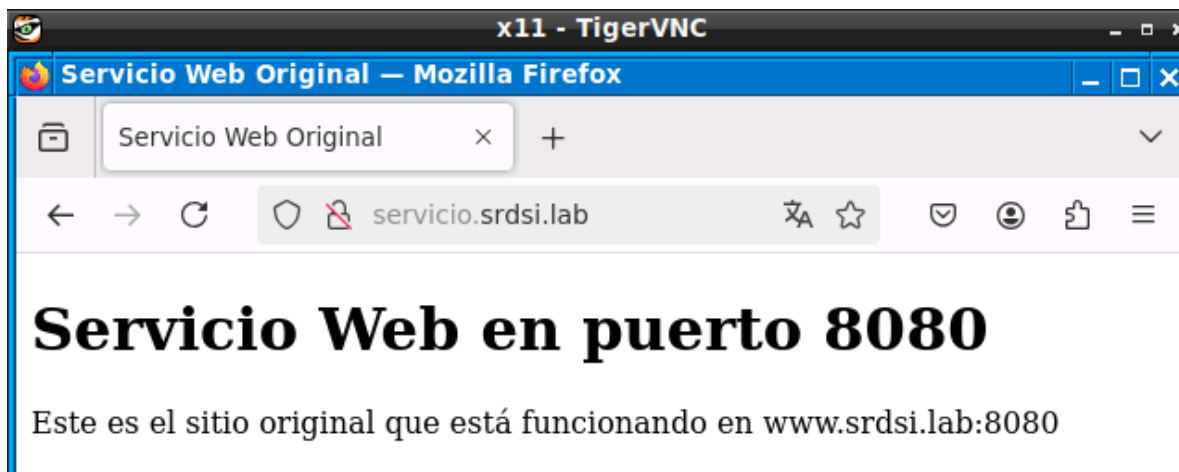 x11 - TigerVNC
Servicio Web Original — Mozilla Firefox
Servicio Web Original
servicio.srdsi.lab
Servicio Web en puerto 8080
Este es el sitio original que está funcionando en www.srdsi.lab:8080